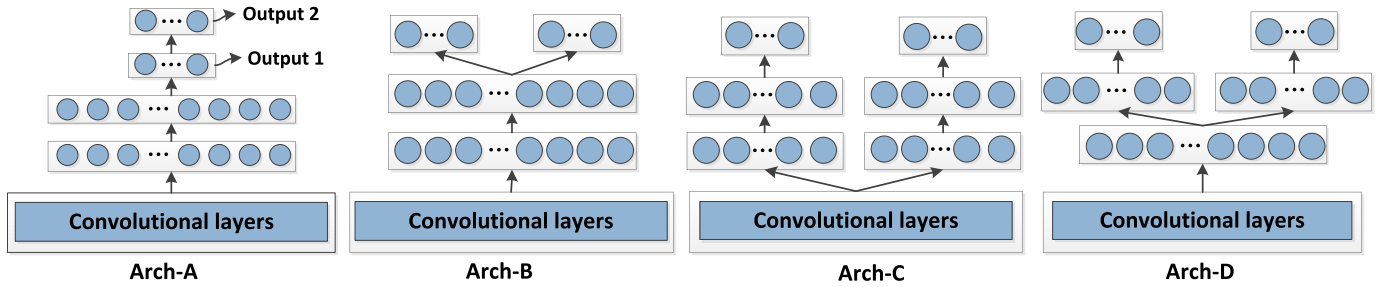 Output 2
Output 1
Convolutional layers
Convolutional layers
Convolutional layers
Convolutional layers
Arch-A
Arch-B
Arch-C
Arch-D